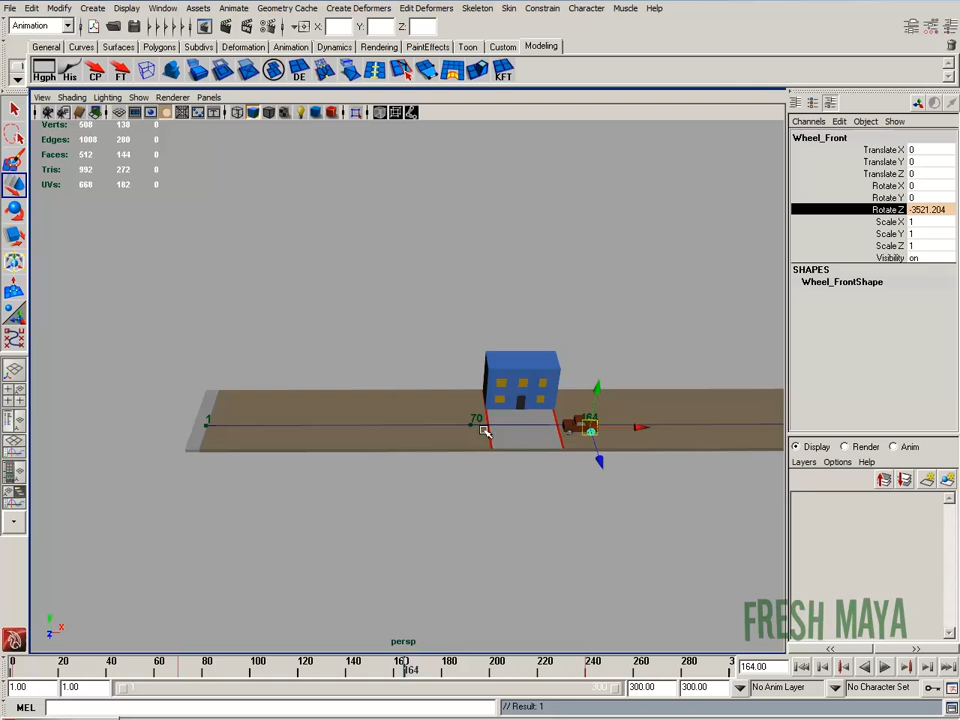 File Edit Modify Create Display Window Assets Animate Geometry Cache Create Deformers Edit Deformers Skeleton Skin Constrain Character Muscle Help
Animation X: Y: Z:
General Curves Surfaces Polygons Subdivs Deformation Animation Dynamics Rendering PaintEffects Toon Custom Modeling
Hgph His CP FT DE KFT
View Shading Lighting Show Renderer Panels
Channels Edit Object Show
Verts: 508 138 0
Edges: 1008 280 0
Faces: 512 144 0
Tris: 992 272 0
UVs: 668 182 0
Wheel_Front
Translate X 0
Translate Y 0
Translate Z 0
Rotate X 0
Rotate Y 0
Rotate Z -3521.204
Scale X 1
Scale Y 1
Scale Z 1
Visibility on
SHAPES
Wheel_FrontShape
1 70 164
Display Render Anim
Layers Options Help
FRESH MAYA
persp
0 20 40 60 80 100 120 140 160 180 200 220 240 260 280 3
164 164.00
1.00 1.00 300 300.00 300.00 No Anim Layer No Character Set
MEL // Result: 1